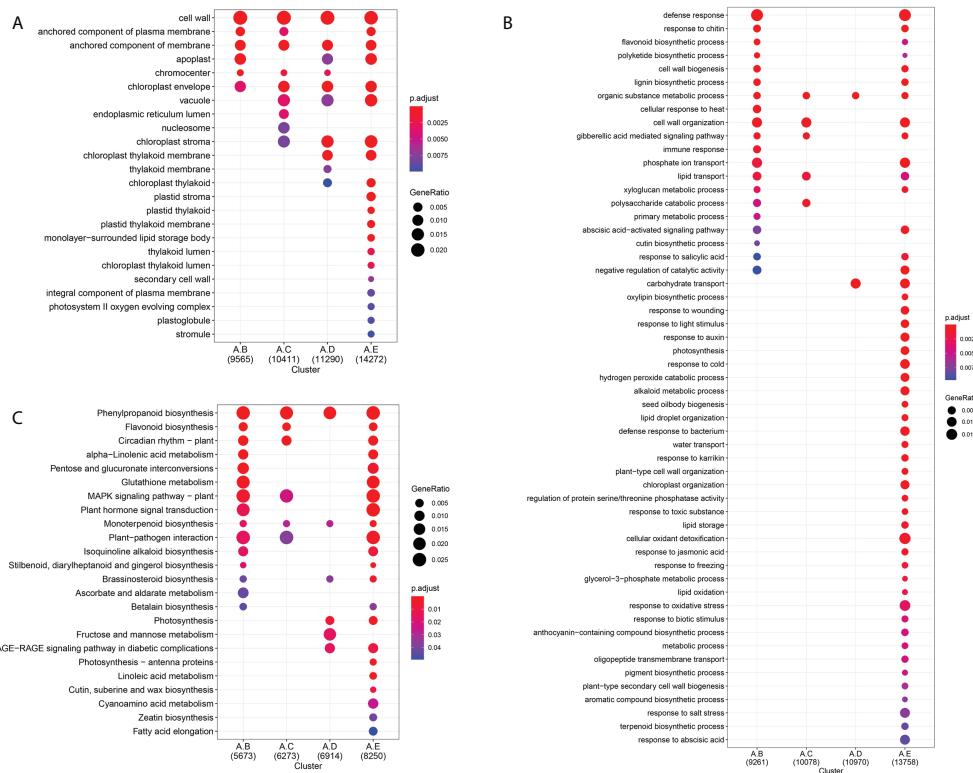 A
cell wall
anchored component of plasma membrane
anchored component of membrane
apoplast
chromocenter
chloroplast envelope
vacuole
endoplasmic reticulum lumen
nucleosome
chloroplast stroma
chloroplast thylakoid membrane
thylakoid membrane
chloroplast thylakoid
plastid stroma
plastid thylakoid
plastid thylakoid membrane
monolayer−surrounded lipid storage body
thylakoid lumen
chloroplast thylakoid lumen
secondary cell wall
integral component of plasma membrane
photosystem II oxygen evolving complex
plastoglobule
stromule
A.B A.C A.D A.E
(9565) (10411) (11290) (14272)
Cluster
p.adjust
0.0025
0.0050
0.0075
GeneRatio
0.005
0.010
0.015
0.020
B
defense response
response to chitin
flavonoid biosynthetic process
polyketide biosynthetic process
cell wall biogenesis
lignin biosynthetic process
organic substance metabolic process
cellular response to heat
cell wall organization
gibberellic acid mediated signaling pathway
immune response
phosphate ion transport
lipid transport
xyloglucan metabolic process
polysaccharide catabolic process
primary metabolic process
abscisic acid−activated signaling pathway
cutin biosynthetic process
response to salicylic acid
negative regulation of catalytic activity
carbohydrate transport
oxylipin biosynthetic process
response to wounding
response to light stimulus
response to auxin
photosynthesis
response to cold
hydrogen peroxide catabolic process
alkaloid metabolic process
seed oilbody biogenesis
lipid droplet organization
defense response to bacterium
water transport
response to karrikin
plant−type cell wall organization
chloroplast organization
regulation of protein serine/threonine phosphatase activity
response to toxic substance
lipid storage
cellular oxidant detoxification
response to jasmonic acid
response to freezing
glycerol−3−phosphate metabolic process
lipid oxidation
response to oxidative stress
response to biotic stimulus
anthocyanin−containing compound biosynthetic process
metabolic process
oligopeptide transmembrane transport
pigment biosynthetic process
plant−type secondary cell wall biogenesis
aromatic compound biosynthetic process
response to salt stress
terpenoid biosynthetic process
response to abscisic acid
A.B A.C A.D A.E
(9261) (10078) (10970) (13758)
Cluster
p.adjust
0.002
0.007
GeneRat
0.00
0.01
0.01
C
Phenylpropanoid biosynthesis
Flavonoid biosynthesis
Circadian rhythm − plant
alpha−Linolenic acid metabolism
Pentose and glucuronate interconversions
Glutathione metabolism
MAPK signaling pathway − plant
Plant hormone signal transduction
Monoterpenoid biosynthesis
Plant−pathogen interaction
Isoquinoline alkaloid biosynthesis
Stilbenoid, diarylheptanoid and gingerol biosynthesis
Brassinosteroid biosynthesis
Ascorbate and aldarate metabolism
Betalain biosynthesis
Photosynthesis
Fructose and mannose metabolism
AGE−RAGE signaling pathway in diabetic complications
Photosynthesis − antenna proteins
Linoleic acid metabolism
Cutin, suberine and wax biosynthesis
Cyanoamino acid metabolism
Zeatin biosynthesis
Fatty acid elongation
A.B A.C A.D A.E
(5673) (6273) (6914) (8250)
Cluster
GeneRatio
0.005
0.010
0.015
0.020
0.025
p.adjust
0.01
0.02
0.03
0.04